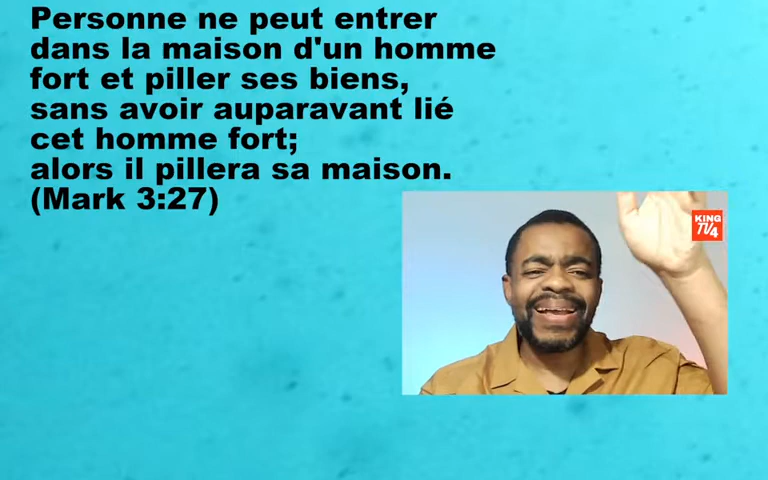 Personne ne peut entrer
dans la maison d'un homme
fort et piller ses biens,
sans avoir auparavant lié
cet homme fort;
alors il pillera sa maison.
(Mark 3:27)
KING
TV4